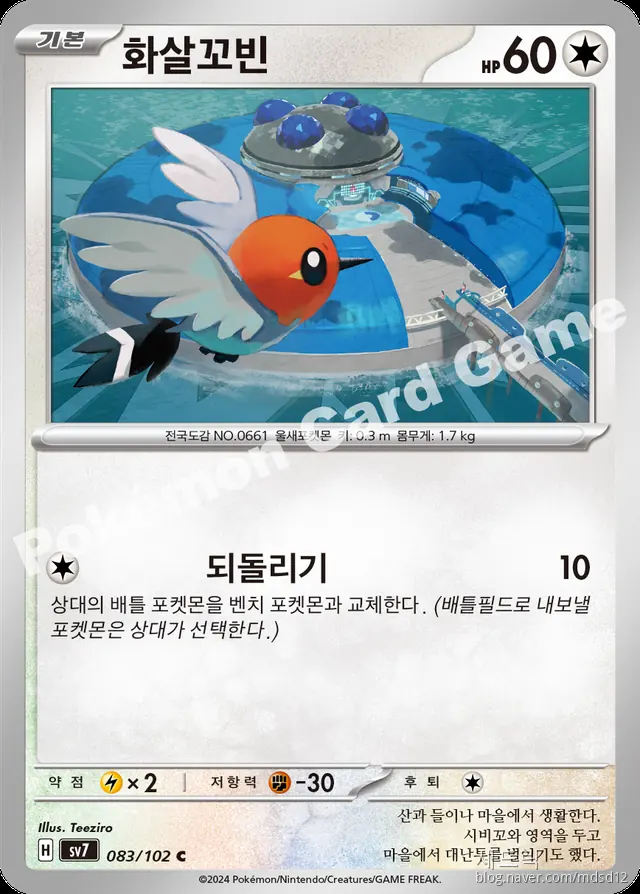 기본 화살꼬빈 HP 60
전국도감 NO.0661 울새포켓몬 키: 0.3 m 몸무게: 1.7 kg
Pokémon Card Game
되돌리기 10
상대의 배틀 포켓몬을 벤치 포켓몬과 교체한다. (배틀필드로 내보낼
포켓몬은 상대가 선택한다.)
약점 ×2 저항력 -30 후퇴
Illus. Teeziro
산과 들이나 마을에서 생활한다.
시비꼬와 영역을 두고
마을에서 대난투를 벌이기도 했다.
H sv7 083/102 C
©2024 Pokémon/Nintendo/Creatures/GAME FREAK.
blog.naver.com/mdsd12